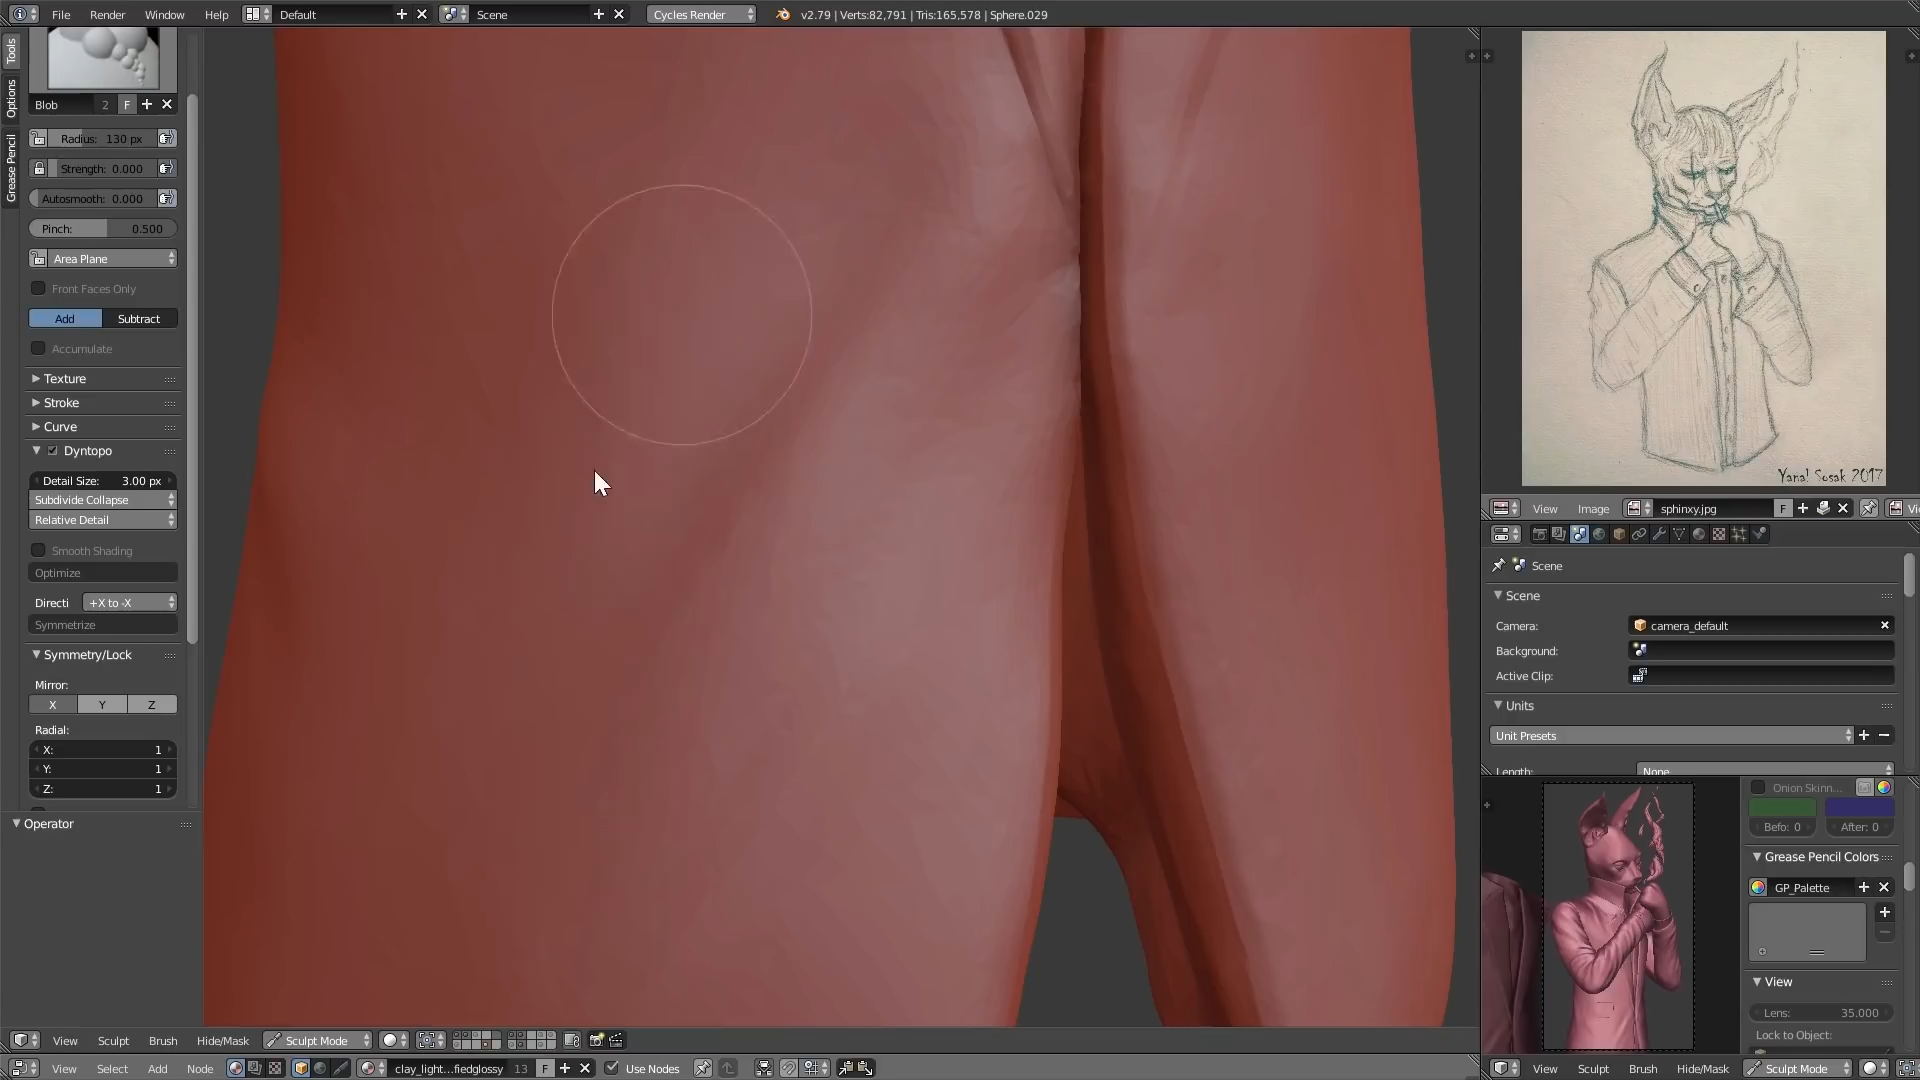 File Render Window Help Default Scene Cycles Render v2.79 | Verts:82,791 | Tris:165,578 | Sphere.029
Tools
Options
Grease Pencil
Blob 2 F
Radius: 130 px
Strength: 0.000
Autosmooth: 0.000
Pinch: 0.500
Area Plane
Front Faces Only
Add Subtract
Accumulate
Texture
Stroke
Curve
Dyntopo
Detail Size: 3.00 px
Subdivide Collapse
Relative Detail
Smooth Shading
Optimize
Directi +X to -X
Symmetrize
Symmetry/Lock
Mirror:
X Y Z
Radial:
X: 1
Y: 1
Z: 1
Operator
View Sculpt Brush Hide/Mask Sculpt Mode
View Select Add Node clay_light...fiedglossy 13 F Use Nodes
Yanal Sosak 2017
View Image sphinxy.jpg F Vi
Scene
Scene
Camera: camera_default
Background:
Active Clip:
Units
Unit Presets
Length: None
Onion Skinn...
Befo: 0 After: 0
Grease Pencil Colors
GP_Palette
View
Lens: 35.000
Lock to Object:
View Sculpt Brush Hide/Mask Sculpt Mode